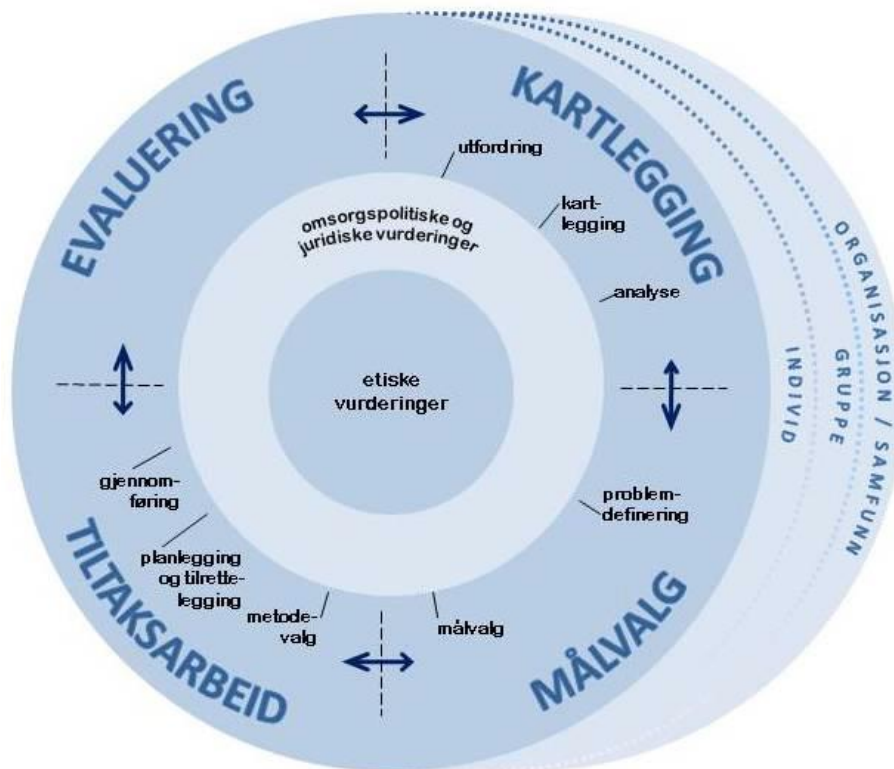 EVALUERING
KARTLEGGING
utfordring
kart-
legging
analyse
omsorgspolitiske og
juridiske vurderinger
etiske
vurderinger
INDIVID
GRUPPE
ORGANISASJON / SAMFUNN
problem-
definering
MÅLVALG
målvalg
metode-
valg
planlegging
og tilrette-
legging
gjennom-
føring
TILTAKSARBEID